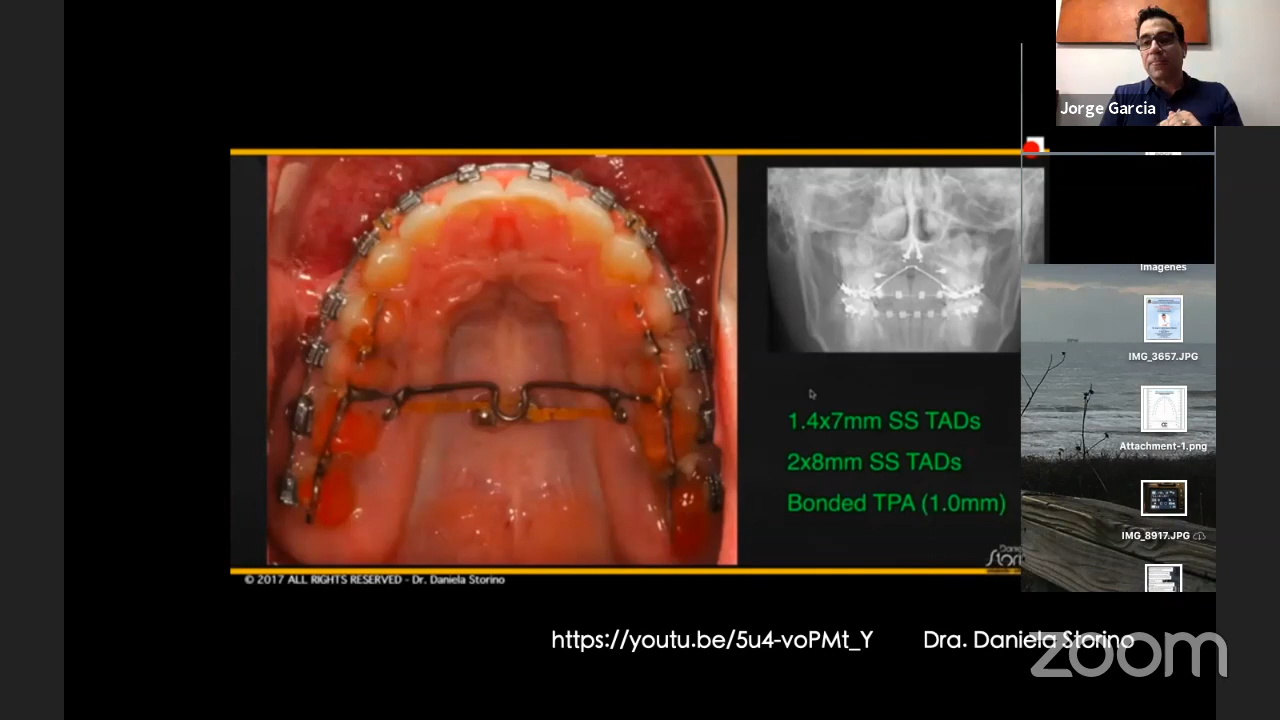 Jorge Garcia
Imagenes
IMG_3657.JPG
Attachment-1.png
IMG_8917.JPG
1.4x7mm SS TADs
2x8mm SS TADs
Bonded TPA (1.0mm)
© 2017 ALL RIGHTS RESERVED - Dr. Daniela Storino
https://youtu.be/5u4-voPMt_Y
Dra. Daniela Storino
zoom